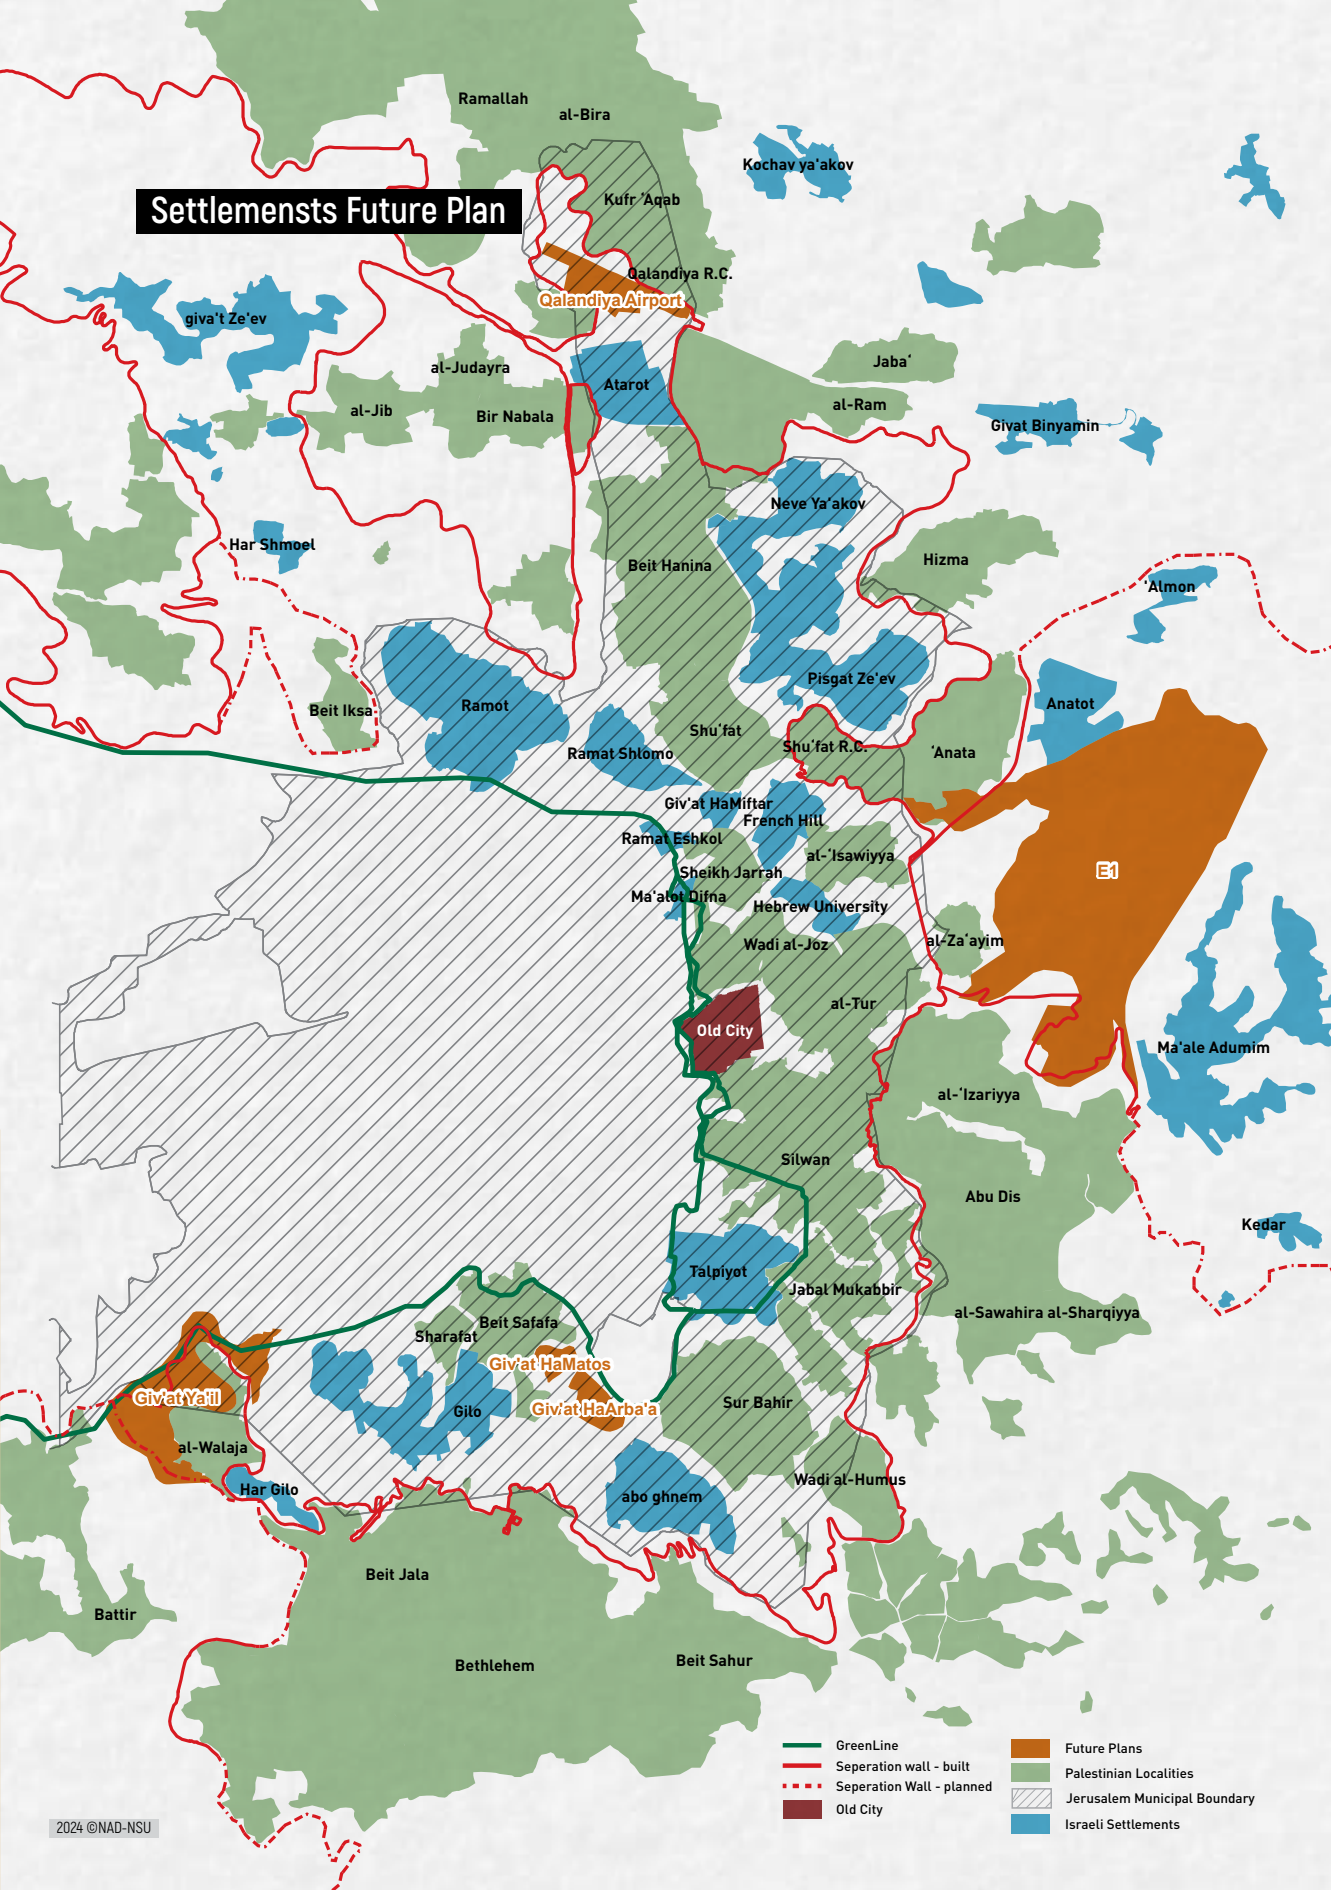 Ramallah
al-Bira
Kochav ya'akov
Settlemensts Future Plan
Kufr 'Aqab
Qalandiya R.C.
Qalandiya Airport
giva't Ze'ev
al-Judayra
Jaba'
Atarot
al-Jib
al-Ram
Bir Nabala
Givat Binyamin
Neve Ya'akov
Har Shmoel
Hizma
Beit Hanina
'Almon
Pisgat Ze'ev
Ramot
Anatot
Beit Iksa
Shu'fat
Shu'fat R.C.
Ramat Shlomo
'Anata
Giv'at HaMiftar
French Hill
Ramat Eshkol
al-'Isawiyya
Sheikh Jarrah
E1
Ma'alot Difna
Hebrew University
Wadi al-Joz
al-Za'ayim
al-Tur
Old City
Ma'ale Adumim
al-'Izariyya
Silwan
Abu Dis
Kedar
Talpiyot
Jabal Mukabbir
al-Sawahira al-Sharqiyya
Beit Safafa
Sharafat
Giv'at HaMatos
Giv'at Ya'il
Sur Bahir
Giv'at HaArba'a
Gilo
al-Walaja
Wadi al-Humus
Har Gilo
abo ghnem
Beit Jala
Battir
Beit Sahur
Bethlehem
GreenLine
Seperation wall - built
Seperation Wall - planned
Old City
Future Plans
Palestinian Localities
Jerusalem Municipal Boundary
Israeli Settlements
2024 ©NAD-NSU